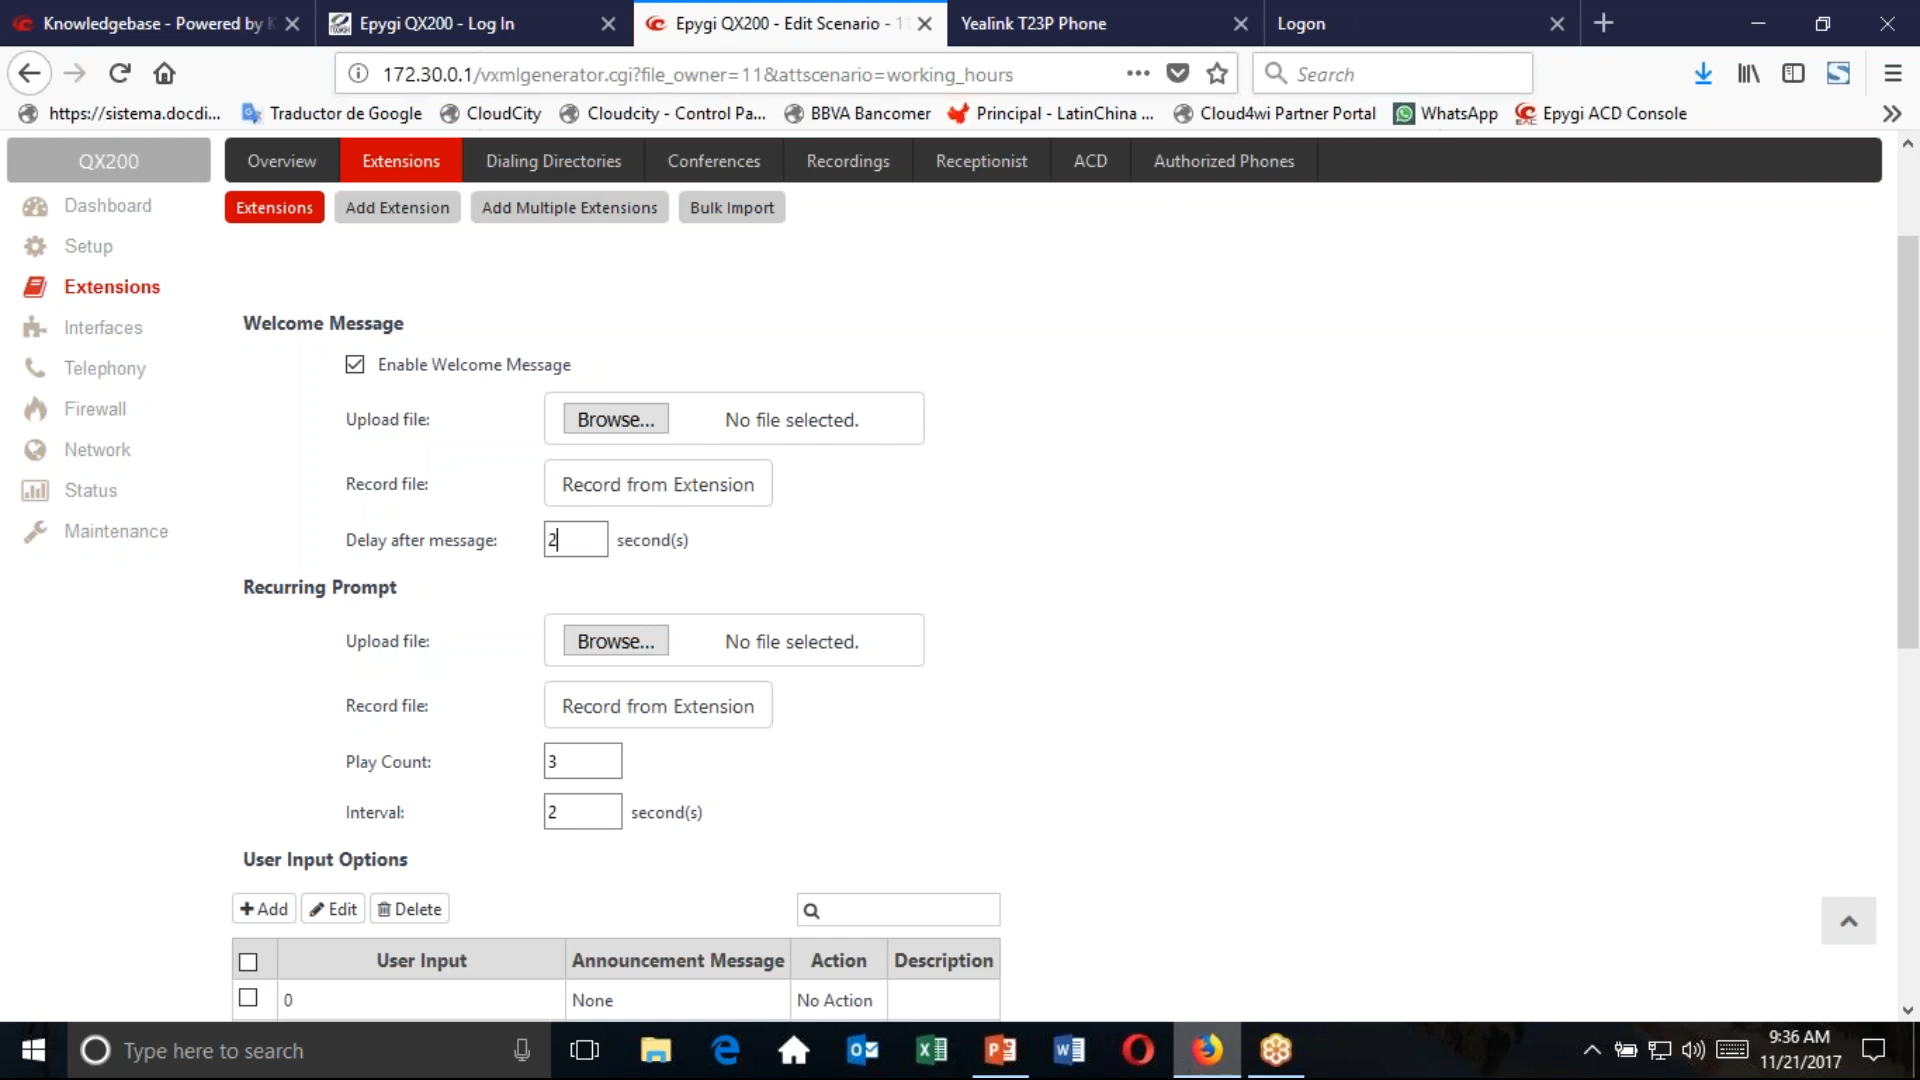 Knowledgebase - Powered by K
Epygi QX200 - Log In
Epygi QX200 - Edit Scenario - 1
Yealink T23P Phone
Logon
172.30.0.1/vxmlgenerator.cgi?file_owner=11&attscenario=working_hours
Search
https://sistema.docdi...
Traductor de Google
CloudCity
Cloudcity - Control Pa...
BBVA Bancomer
Principal - LatinChina ...
Cloud4wi Partner Portal
WhatsApp
Epygi ACD Console
QX200
Overview
Extensions
Dialing Directories
Conferences
Recordings
Receptionist
ACD
Authorized Phones
Extensions
Add Extension
Add Multiple Extensions
Bulk Import
Dashboard
Setup
Extensions
Interfaces
Telephony
Firewall
Network
Status
Maintenance
Welcome Message
Enable Welcome Message
Upload file: Browse... No file selected.
Record file: Record from Extension
Delay after message: 2 second(s)
Recurring Prompt
Upload file: Browse... No file selected.
Record file: Record from Extension
Play Count: 3
Interval: 2 second(s)
User Input Options
Add Edit Delete
User Input Announcement Message Action Description
0 None No Action
Type here to search
9:36 AM
11/21/2017